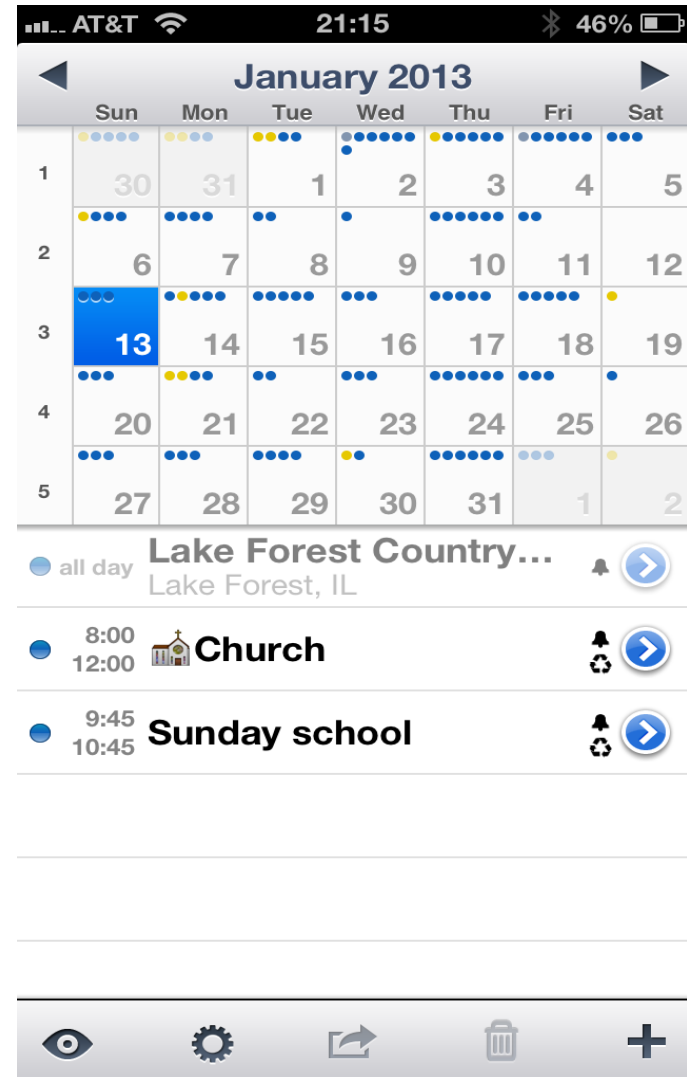 AT&T 21:15 46%
January 2013
Sun Mon Tue Wed Thu Fri Sat
1 30 31 1 2 3 4 5
2 6 7 8 9 10 11 12
3 13 14 15 16 17 18 19
4 20 21 22 23 24 25 26
5 27 28 29 30 31 1 2
all day Lake Forest Country...
Lake Forest, IL
8:00 Church
12:00
9:45 Sunday school
10:45